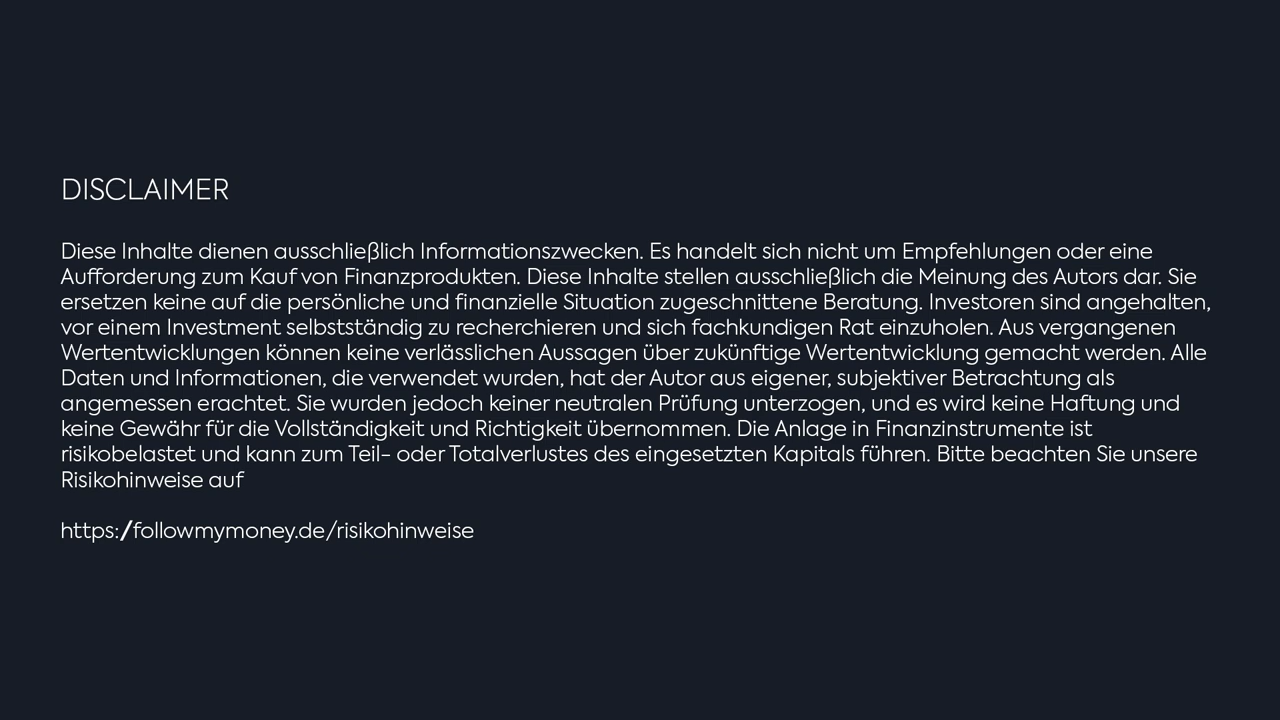 DISCLAIMER
Diese Inhalte dienen ausschließlich Informationszwecken. Es handelt sich nicht um Empfehlungen oder eine
Aufforderung zum Kauf von Finanzprodukten. Diese Inhalte stellen ausschließlich die Meinung des Autors dar. Sie
ersetzen keine auf die persönliche und finanzielle Situation zugeschnittene Beratung. Investoren sind angehalten,
vor einem Investment selbstständig zu recherchieren und sich fachkundigen Rat einzuholen. Aus vergangenen
Wertentwicklungen können keine verlässlichen Aussagen über zukünftige Wertentwicklung gemacht werden. Alle
Daten und Informationen, die verwendet wurden, hat der Autor aus eigener, subjektiver Betrachtung als
angemessen erachtet. Sie wurden jedoch keiner neutralen Prüfung unterzogen, und es wird keine Haftung und
keine Gewähr für die Vollständigkeit und Richtigkeit übernommen. Die Anlage in Finanzinstrumente ist
risikobelastet und kann zum Teil- oder Totalverlustes des eingesetzten Kapitals führen. Bitte beachten Sie unsere
Risikohinweise auf
https://followmymoney.de/risikohinweise